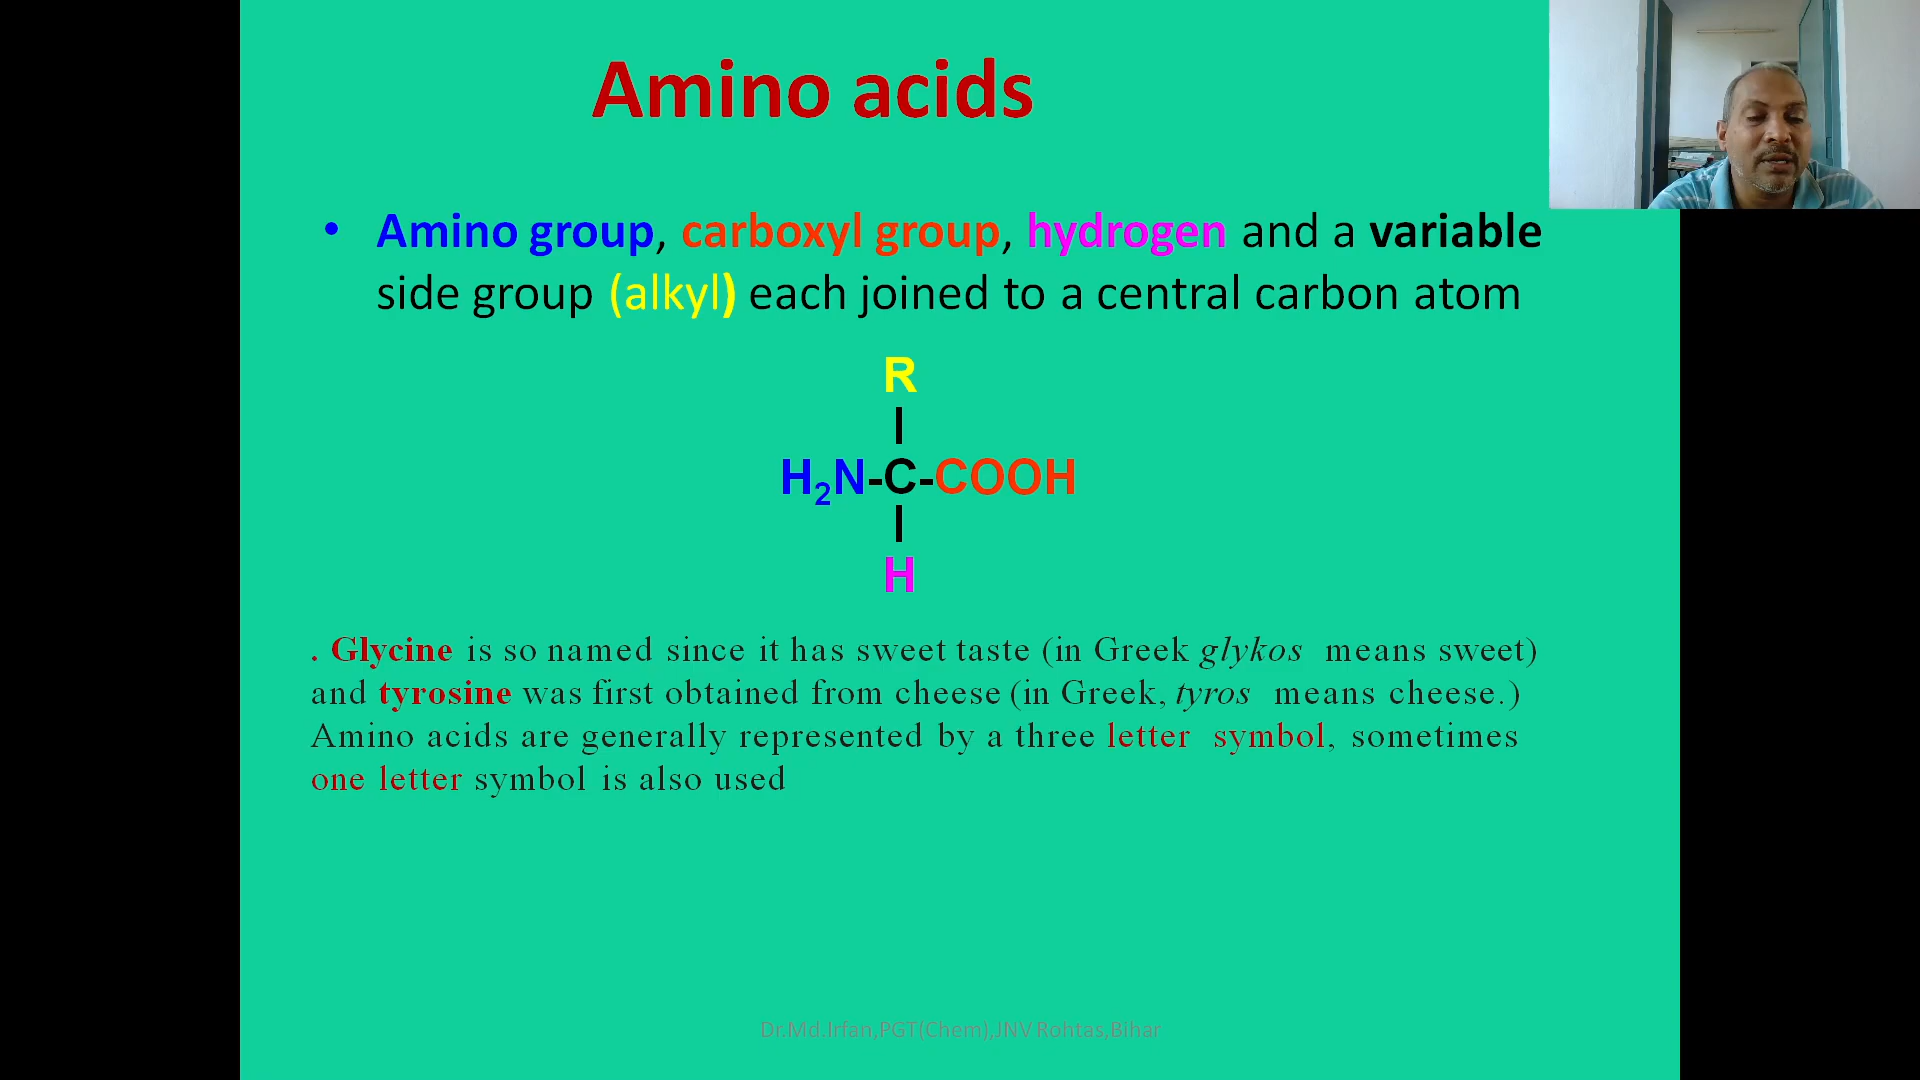 Amino acids
• Amino group, carboxyl group, hydrogen and a variable
side group (alkyl) each joined to a central carbon atom
R
H₂N-C-COOH
H
. Glycine is so named since it has sweet taste (in Greek glykos means sweet)
and tyrosine was first obtained from cheese (in Greek, tyros means cheese.)
Amino acids are generally represented by a three letter symbol, sometimes
one letter symbol is also used
Dr.Md.Irfan,PGT(Chem),JNV Rohtas,Bihar